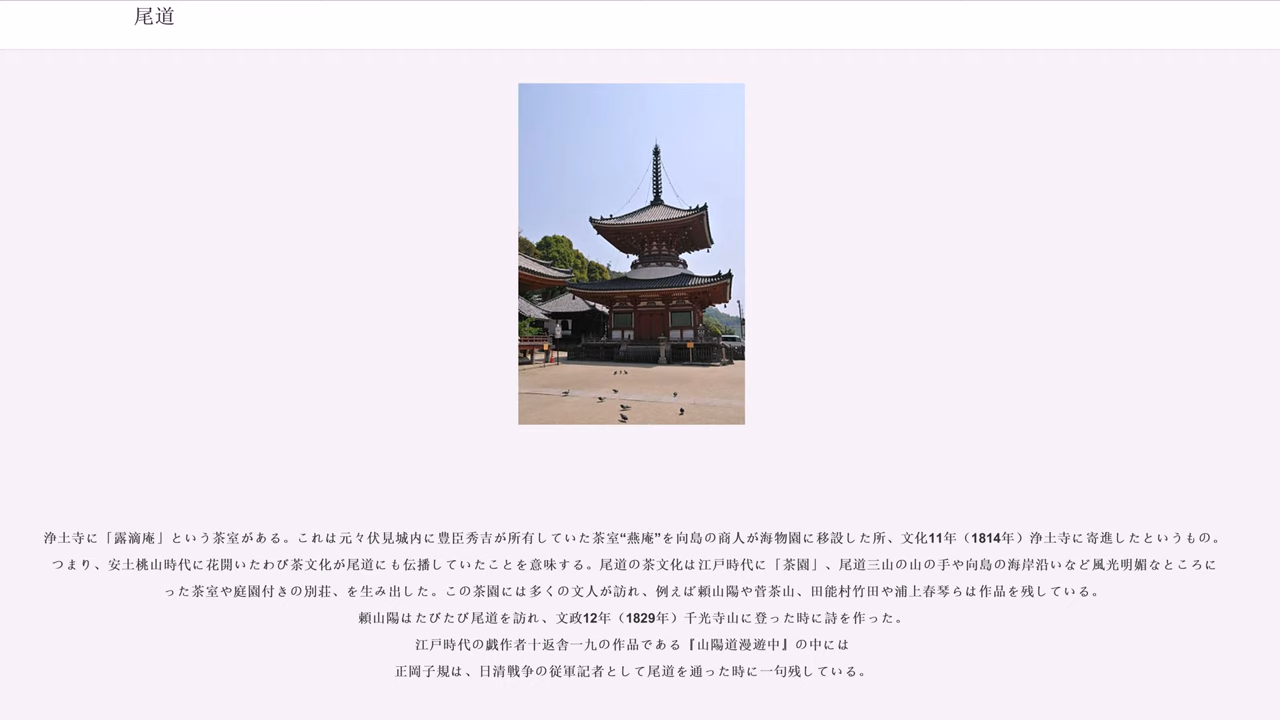 尾道
浄土寺に「露滴庵」という茶室がある。これは元々伏見城内に豊臣秀吉が所有していた茶室“燕庵”を向島の商人が海物園に移設した所、文化11年（1814年）浄土寺に寄進したというもの。
つまり、安土桃山時代に花開いたわび茶文化が尾道にも伝播していたことを意味する。尾道の茶文化は江戸時代に「茶園」、尾道三山の山の手や向島の海岸沿いなど風光明媚なところに
った茶室や庭園付きの別荘、を生み出した。この茶園には多くの文人が訪れ、例えば頼山陽や菅茶山、田能村竹田や浦上春琴らは作品を残している。
頼山陽はたびたび尾道を訪れ、文政12年（1829年）千光寺山に登った時に詩を作った。
江戸時代の戯作者十返舎一九の作品である『山陽道漫遊中』の中には
正岡子規は、日清戦争の従軍記者として尾道を通った時に一句残している。